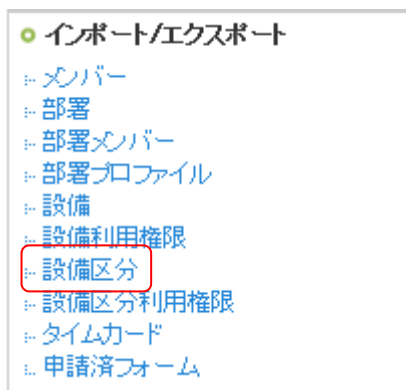 インポート/エクスポート
メンバー
部署
部署メンバー
部署プロファイル
設備
設備利用権限
設備区分
設備区分利用権限
タイムカード
申請済フォーム